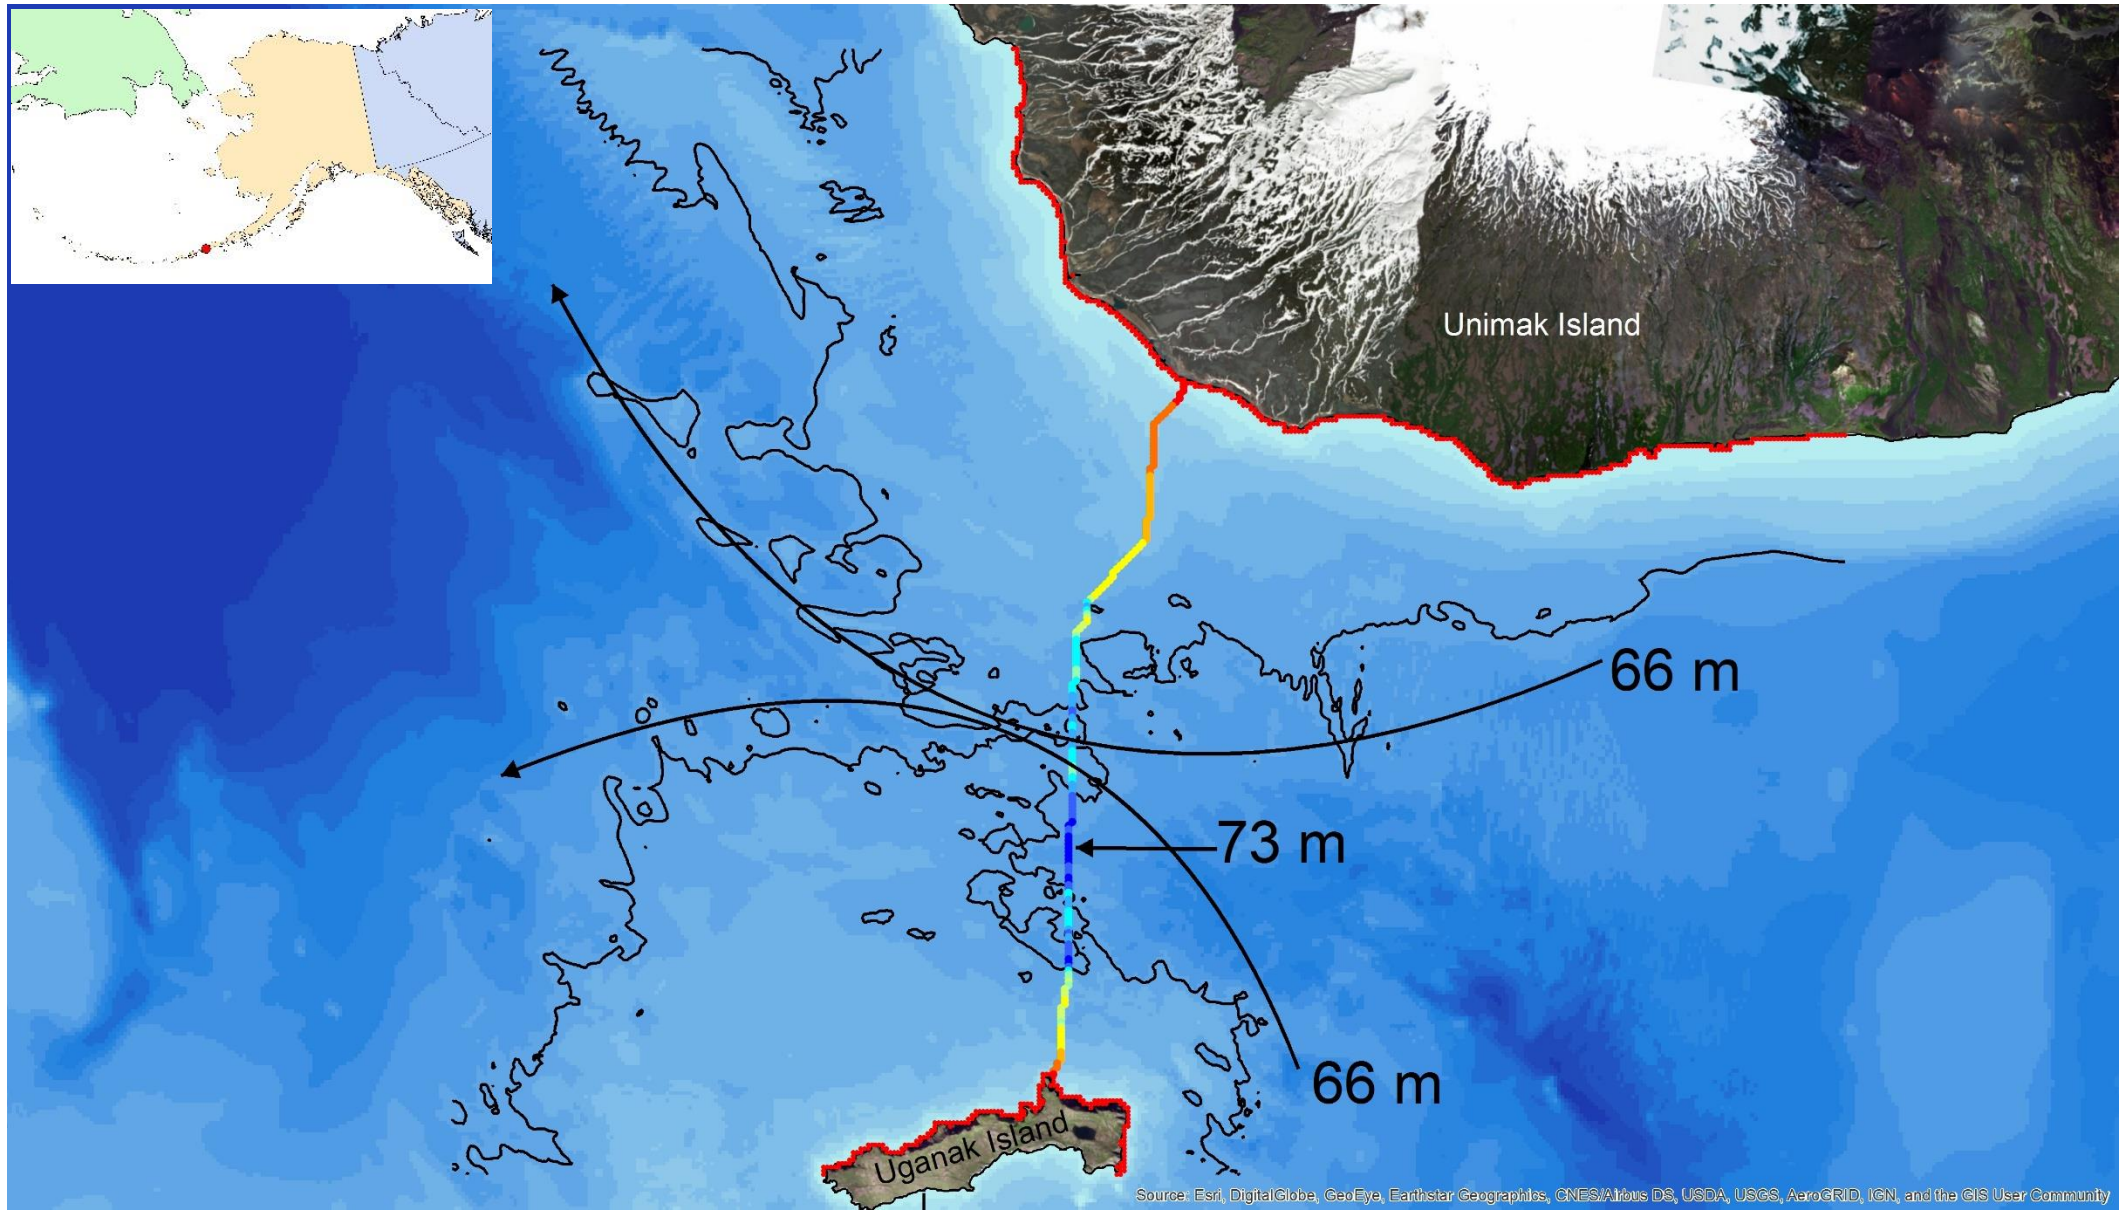 Unimak Island
66 m
73 m
66 m
Uganak Island
Source: Esri, DigitalGlobe, GeoEye, Earthstar Geographics, CNES/Airbus DS, USDA, USGS, AeroGRID, IGN, and the GIS User Community